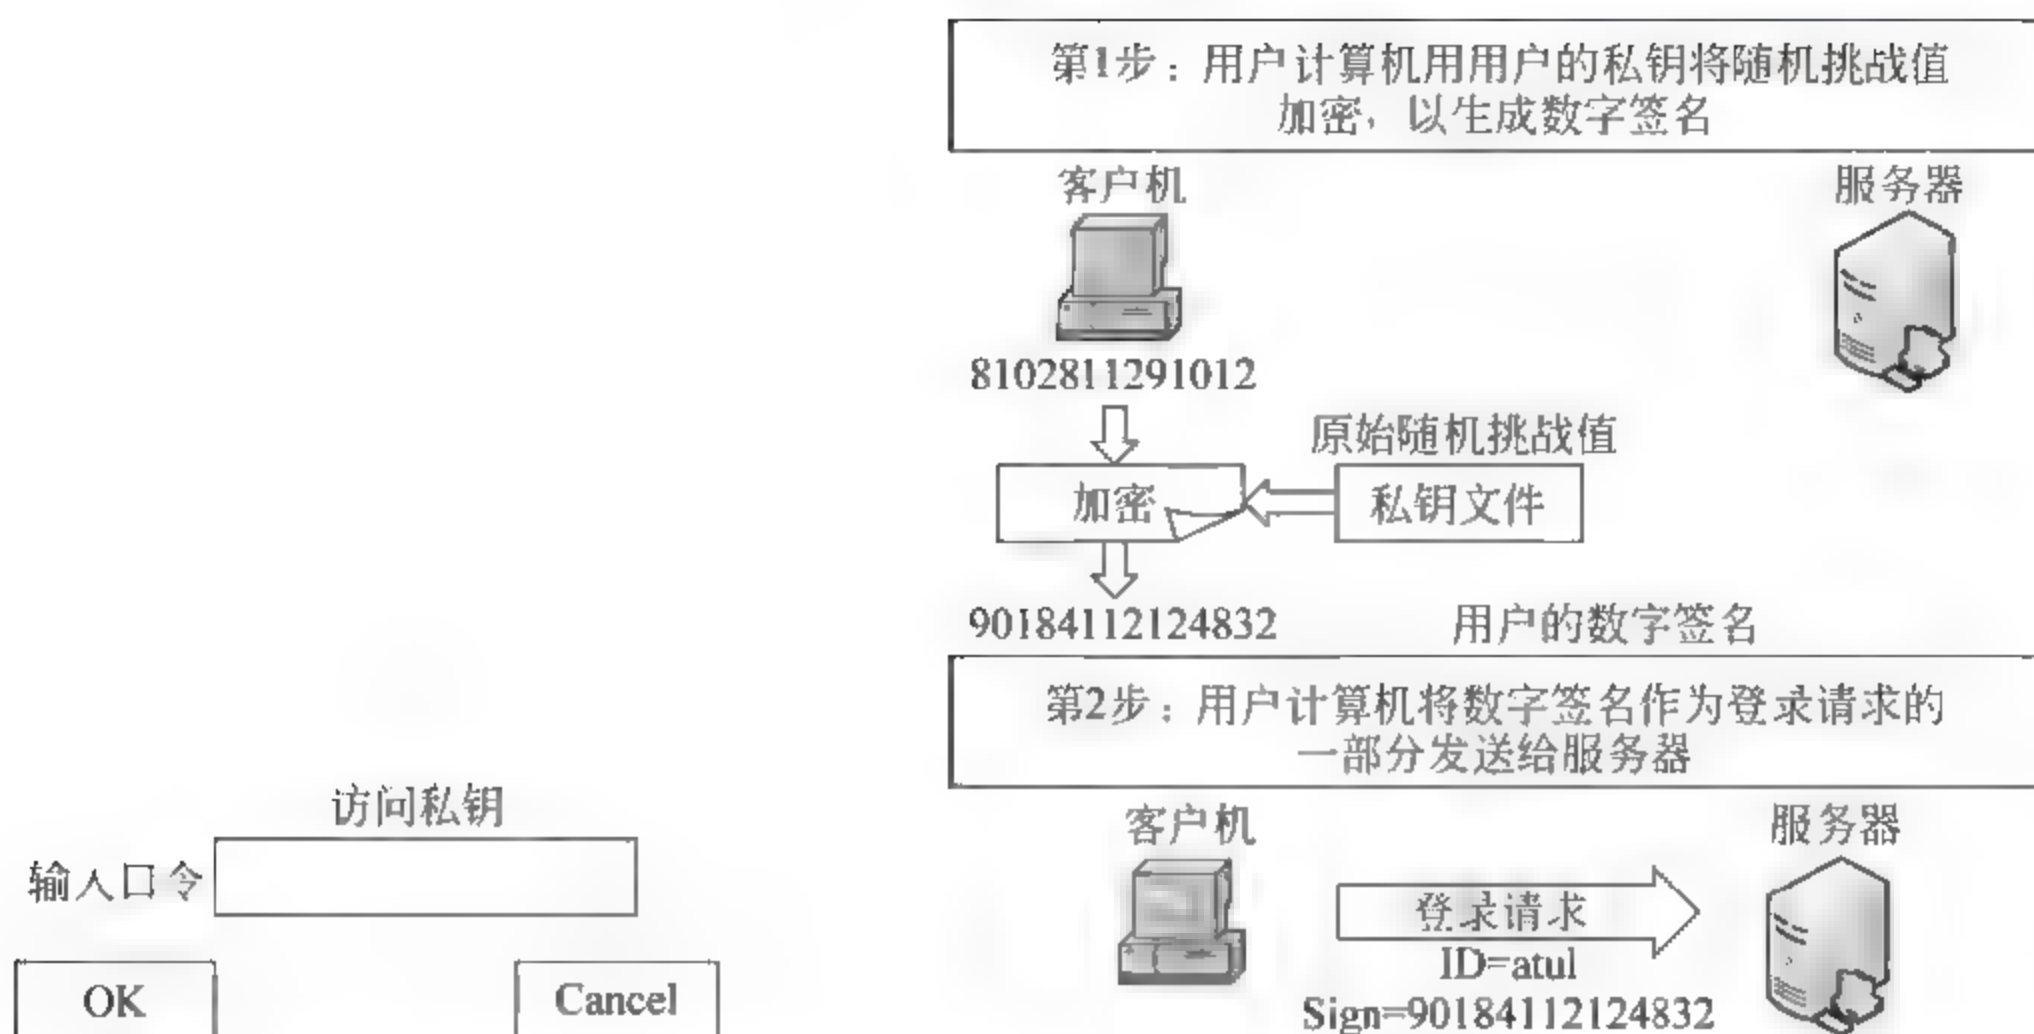 访问私钥
输入口令
OK
Cancel
第1步：用户计算机用用户的私钥将随机挑战值
加密，以生成数字签名
客户机
服务器
8102811291012
原始随机挑战值
加密
私钥文件
90184112124832
用户的数字签名
第2步：用户计算机将数字签名作为登录请求的
一部分发送给服务器
客户机
服务器
登录请求
ID=atul
Sign=90184112124832